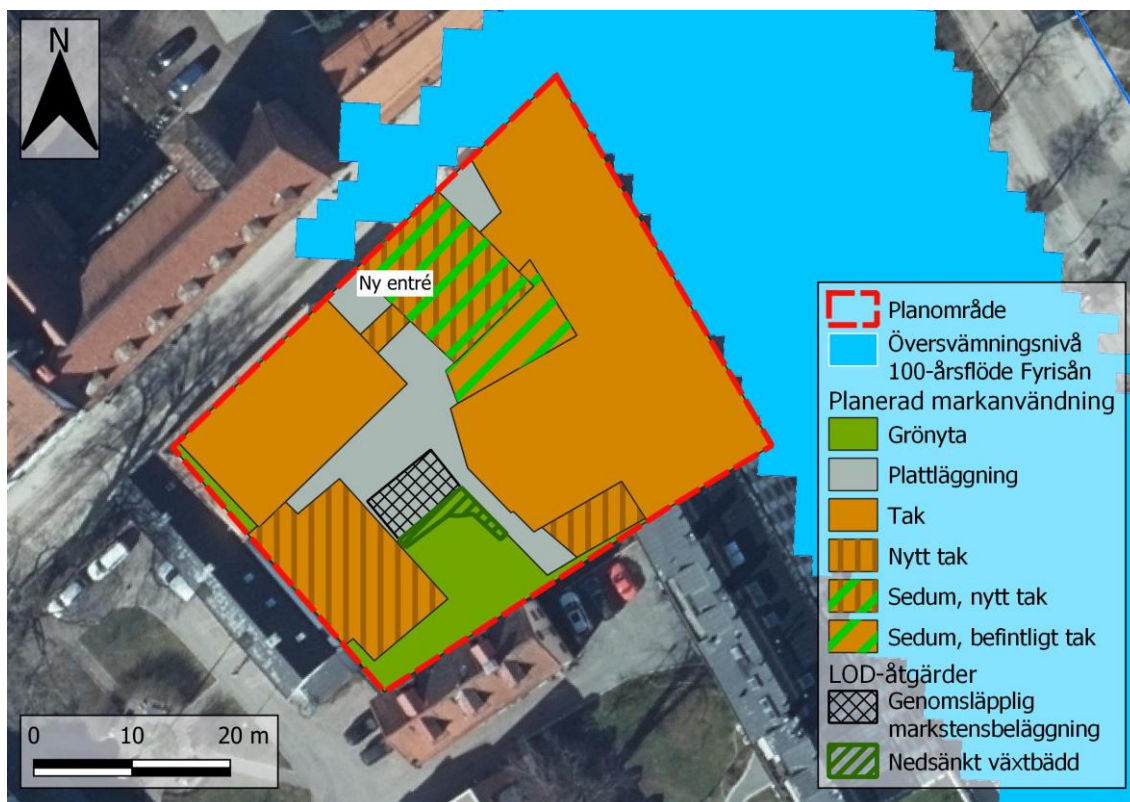 N
Ny entré
Planområde
Översvämningsnivå
100-årsflöde Fyrisån
Planerad markanvändning
Grönyta
Plattläggning
Tak
Nytt tak
Sedum, nytt tak
Sedum, befintligt tak
LOD-åtgärder
Genomsläpplig
markstensbeläggning
Nedsänkt växtbädd
0 10 20 m